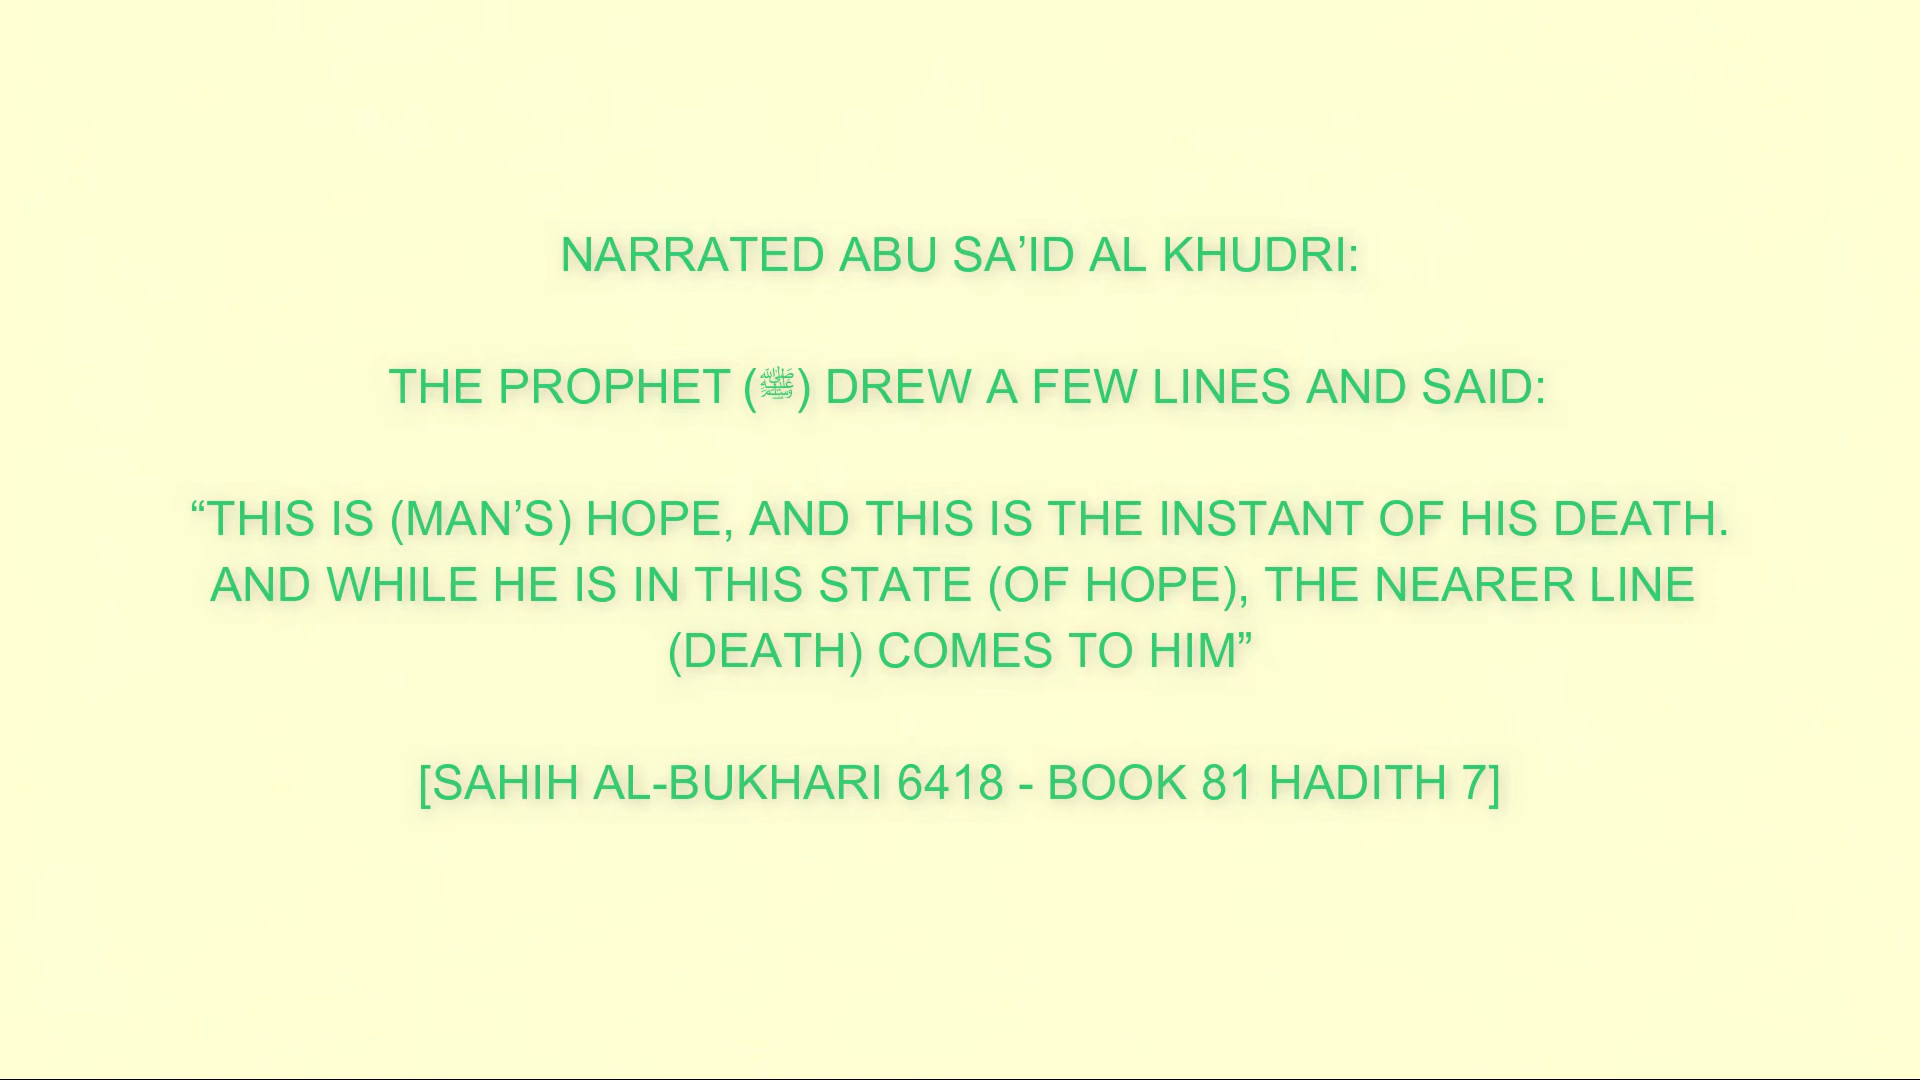 NARRATED ABU SA’ID AL KHUDRI:
THE PROPHET (ﷺ) DREW A FEW LINES AND SAID:
“THIS IS (MAN’S) HOPE, AND THIS IS THE INSTANT OF HIS DEATH.
AND WHILE HE IS IN THIS STATE (OF HOPE), THE NEARER LINE
(DEATH) COMES TO HIM”
[SAHIH AL-BUKHARI 6418 - BOOK 81 HADITH 7]